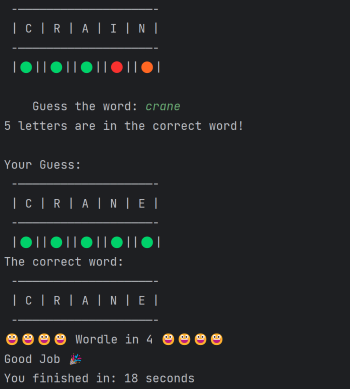 | C | R | A | I | N |
|🟢||🟢||🟢||🔴||🟠|
Guess the word: crane
5 letters are in the correct word!
Your Guess:
| C | R | A | N | E |
|🟢||🟢||🟢||🟢||🟢|
The correct word:
| C | R | A | N | E |
😀😀😀😀 Wordle in 4 😀😀😀😀
Good Job 🎉
You finished in: 18 seconds